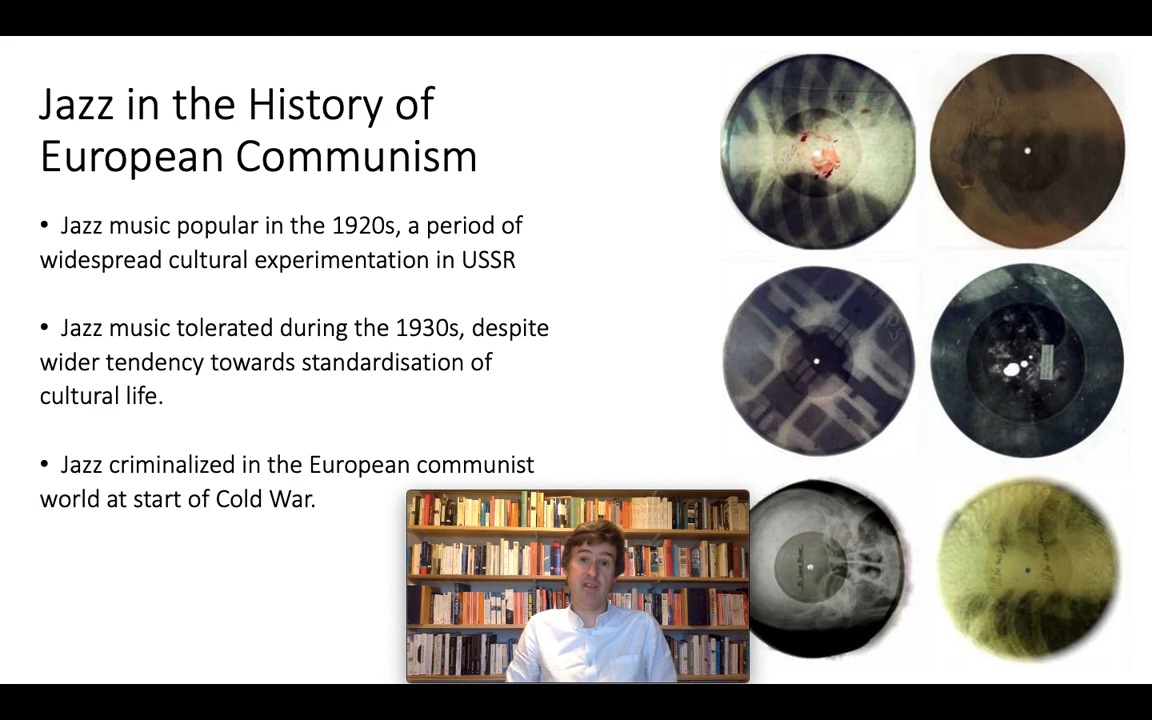 Jazz in the History of
European Communism
• Jazz music popular in the 1920s, a period of
widespread cultural experimentation in USSR
• Jazz music tolerated during the 1930s, despite
wider tendency towards standardisation of
cultural life.
• Jazz criminalized in the European communist
world at start of Cold War.